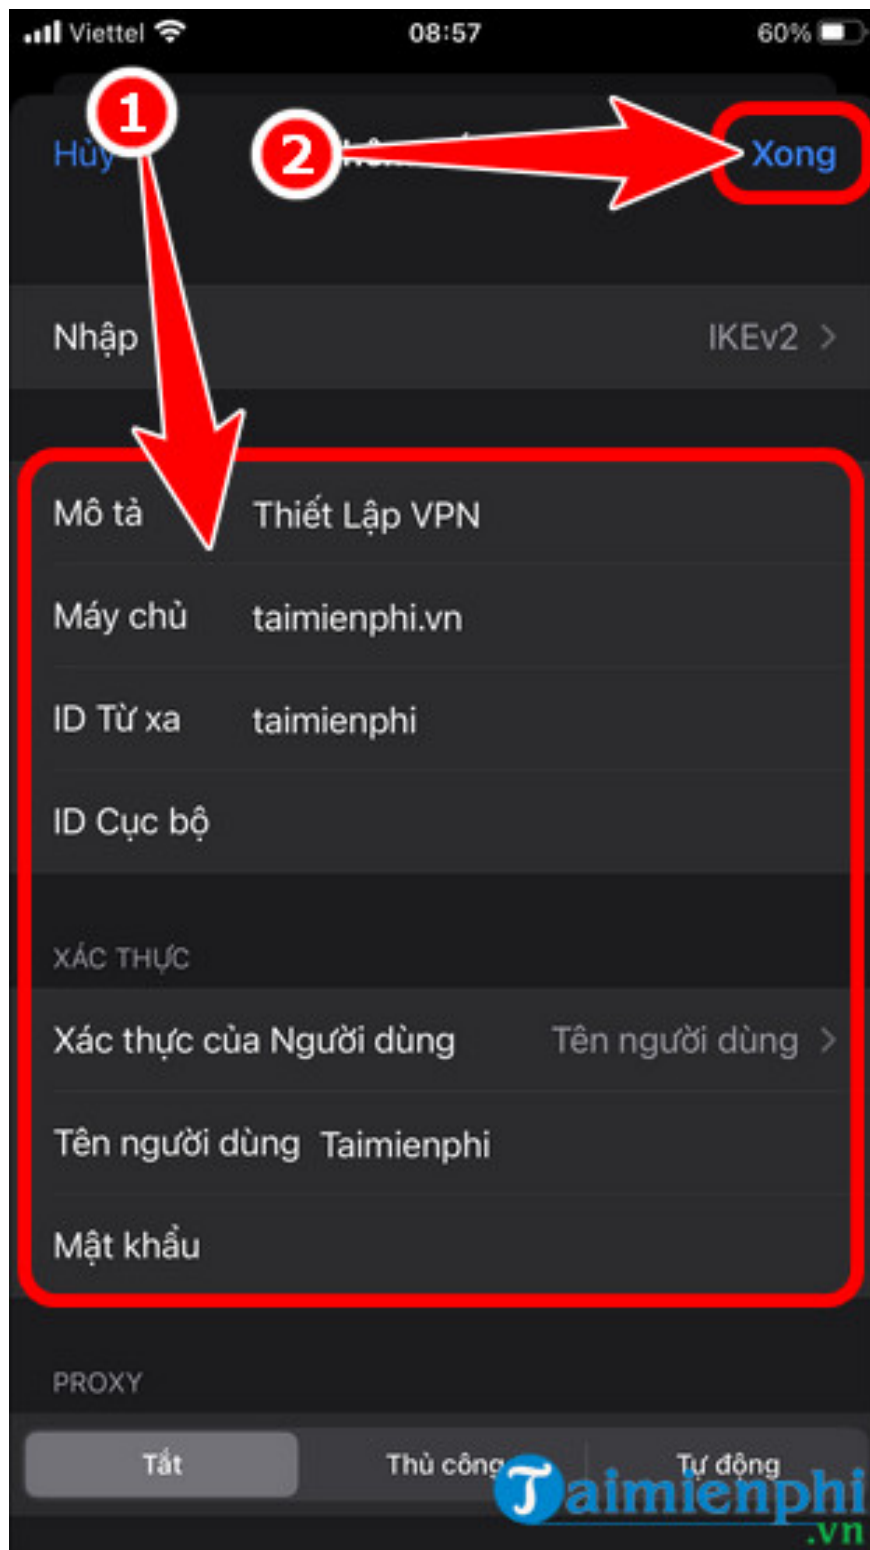 Viettel 08:57 60%
1
Hủy 2 Xong
Nhập IKEv2
Mô tả Thiết Lập VPN
Máy chủ taimienphi.vn
ID Từ xa taimienphi
ID Cục bộ
XÁC THỰC
Xác thực của Người dùng Tên người dùng
Tên người dùng Taimienphi
Mật khẩu
PROXY
Tắt Thủ công Tự động
Taimienphi
.vn